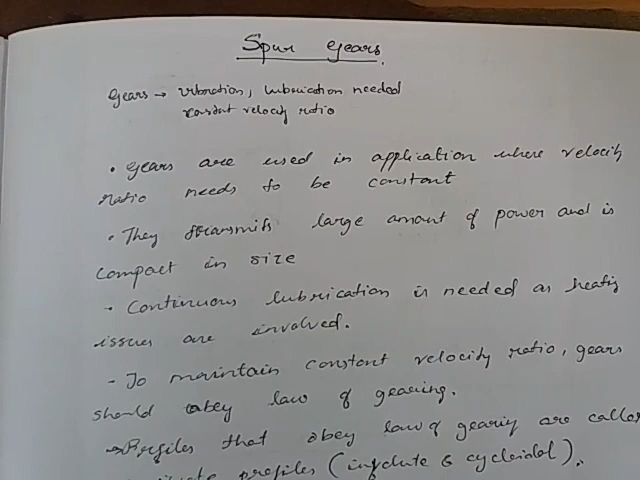 Spur gears.
gears → vibration, lubrication needed
constant velocity ratio
• gears are used in application where velocity
ratio needs to be constant
• They transmits large amount of power and is
compact in size
• Continuous lubrication is needed as heating
issues are involved.
- To maintain constant velocity ratio, gears
should obey law of gearing.
→ Profiles that obey law of gearing are called
profiles (involute & cycloidal).